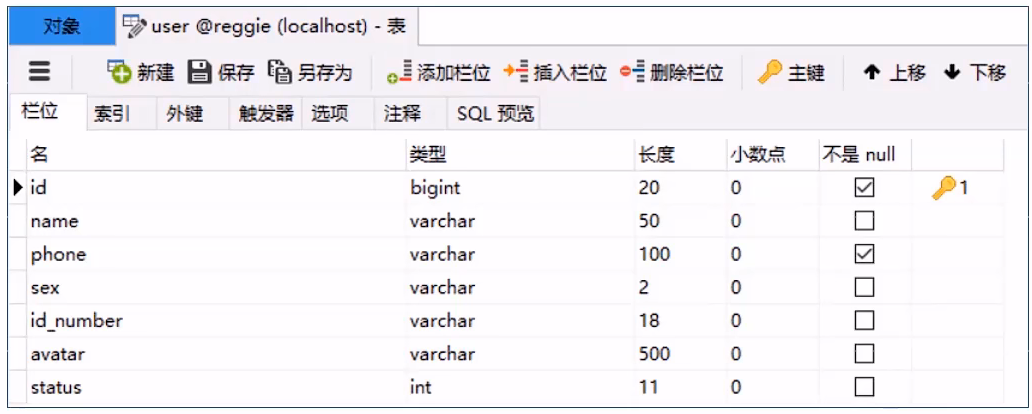 对象 user @reggie (localhost) - 表
新建 保存 另存为 添加栏位 插入栏位 删除栏位 主键 上移 下移
栏位 索引 外键 触发器 选项 注释 SQL 预览
名 类型 长度 小数点 不是 null
id bigint 20 0 1
name varchar 50 0
phone varchar 100 0
sex varchar 2 0
id_number varchar 18 0
avatar varchar 500 0
status int 11 0